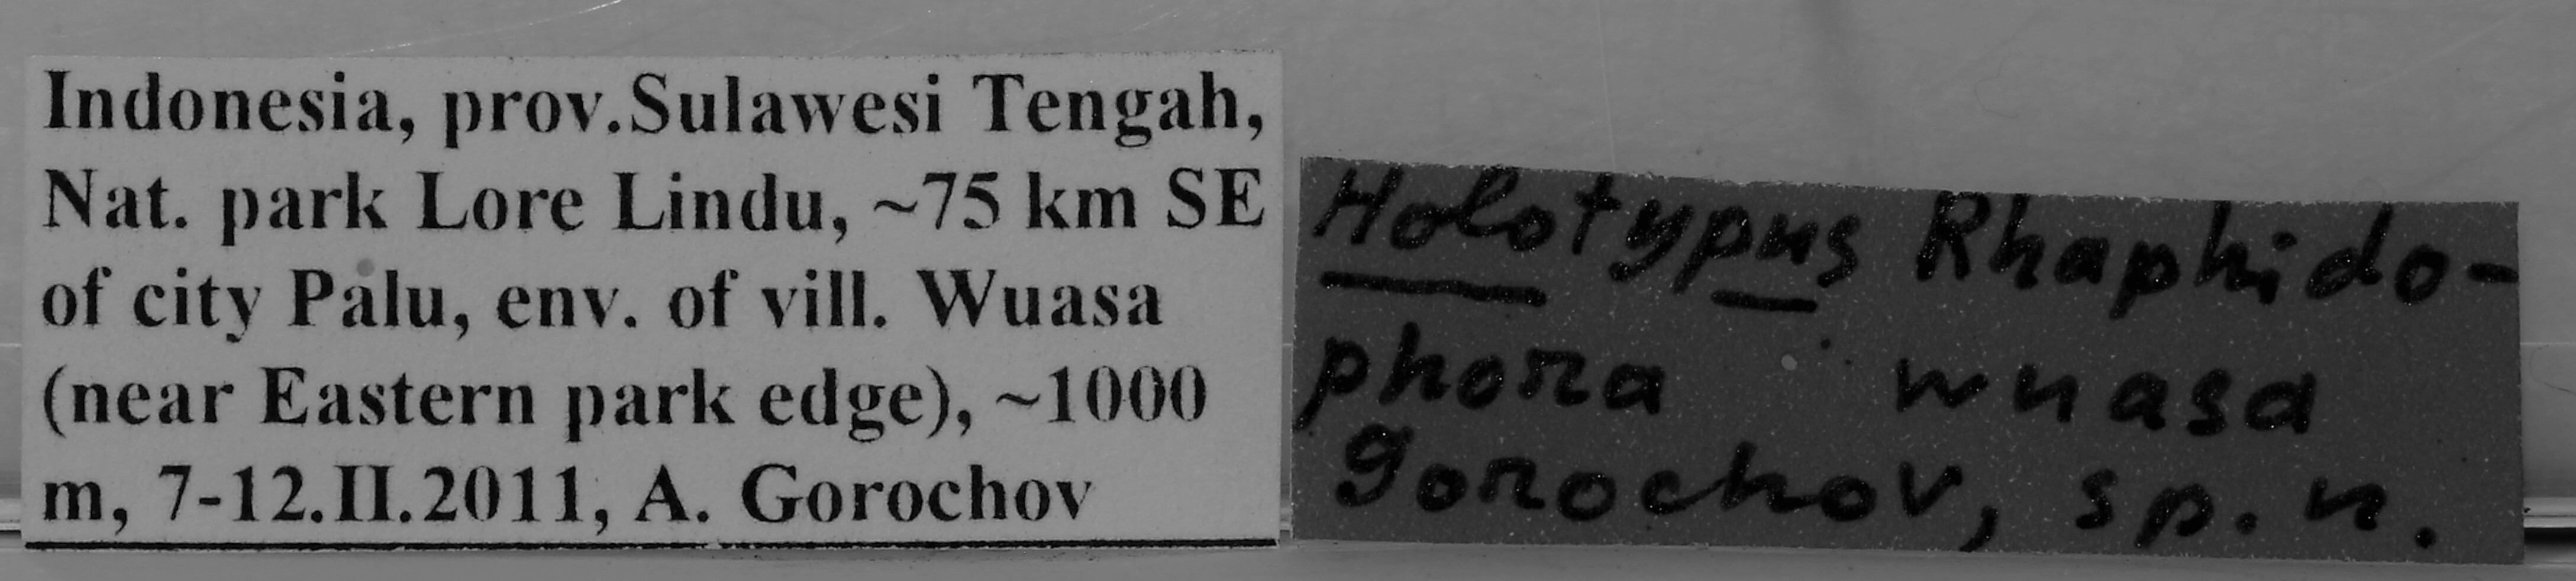 Indonesia, prov.Sulawesi Tengah,
Nat. park Lore Lindu, ~75 km SE
of city Palu, env. of vill. Wuasa
(near Eastern park edge), ~1000
m, 7-12.II.2011, A. Gorochov
Holotypus Rhaphido-
phora wuasa
Gorochov, sp. n.